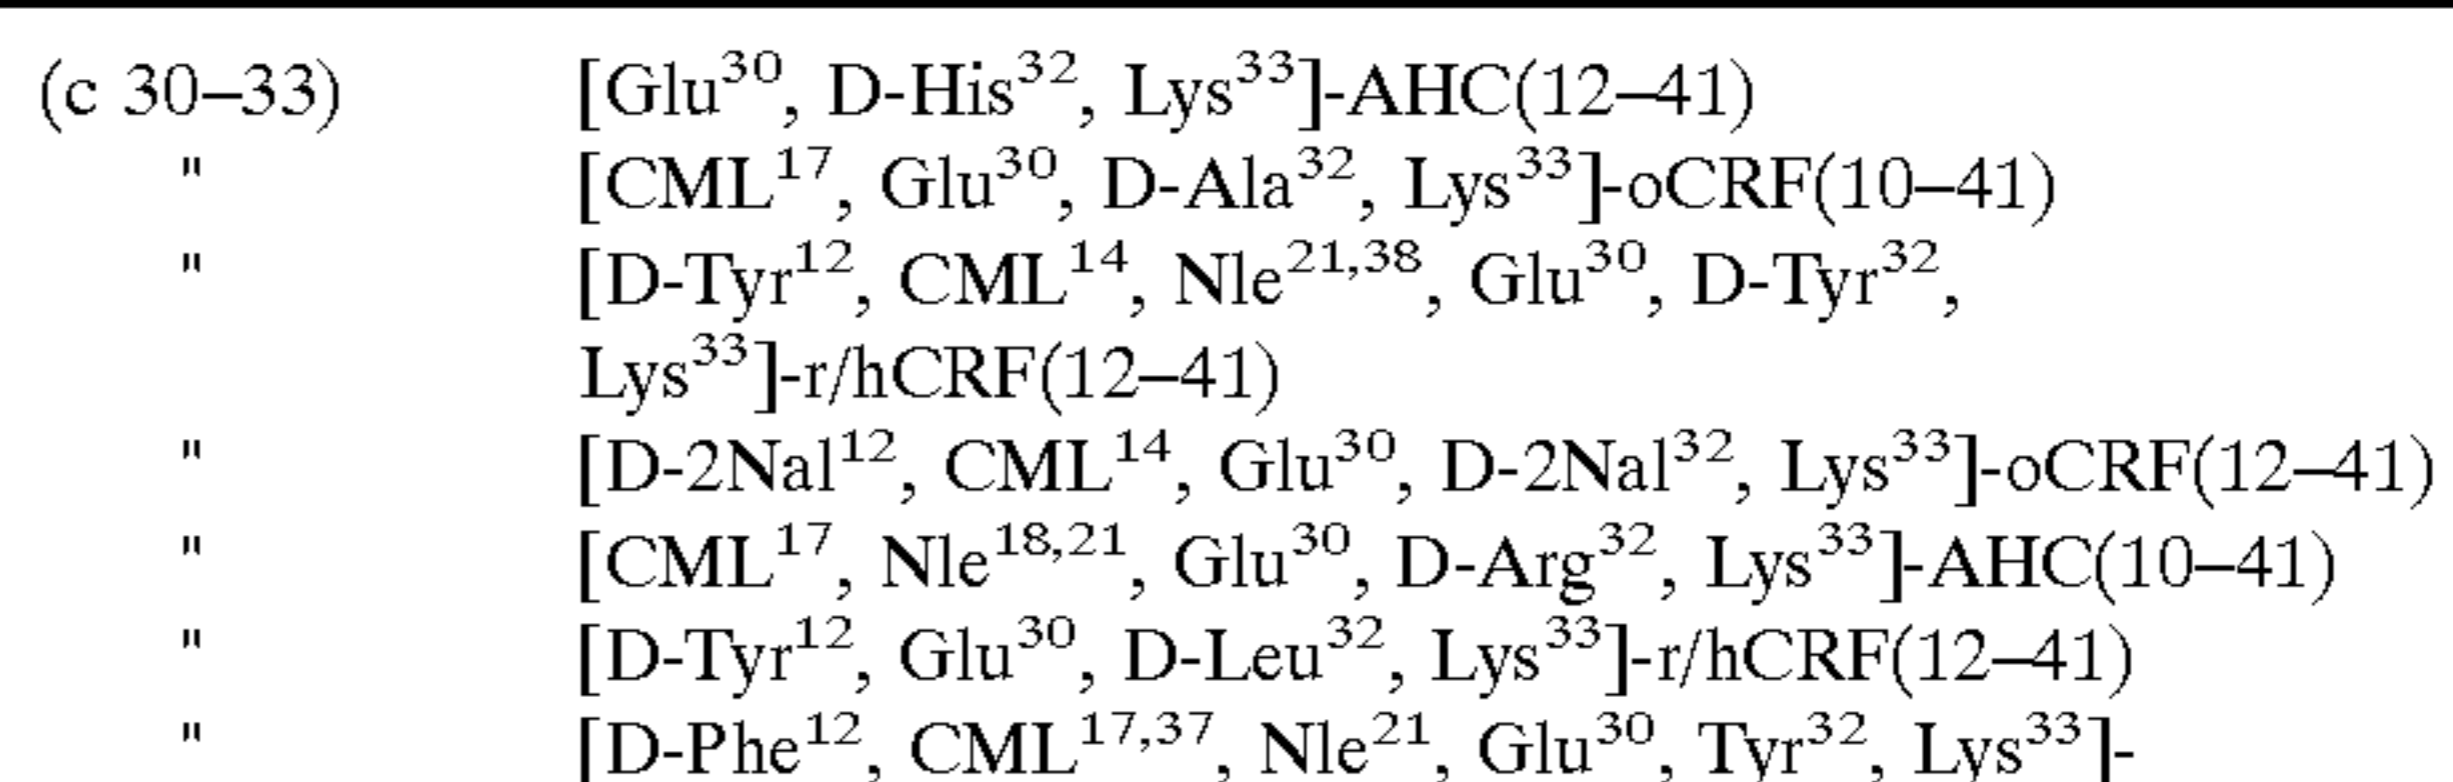 (c 30–33) [Glu³⁰, D-His³², Lys³³]-AHC(12–41)
" [CML¹⁷, Glu³⁰, D-Ala³², Lys³³]-oCRF(10–41)
" [D-Tyr¹², CML¹⁴, Nle²¹,³⁸, Glu³⁰, D-Tyr³²,
Lys³³]-r/hCRF(12–41)
" [D-2Nal¹², CML¹⁴, Glu³⁰, D-2Nal³², Lys³³]-oCRF(12–41)
" [CML¹⁷, Nle¹⁸,²¹, Glu³⁰, D-Arg³², Lys³³]-AHC(10–41)
" [D-Tyr¹², Glu³⁰, D-Leu³², Lys³³]-r/hCRF(12–41)
" [D-Phe¹², CML¹⁷,³⁷, Nle²¹, Glu³⁰, Tyr³², Lys³³]-